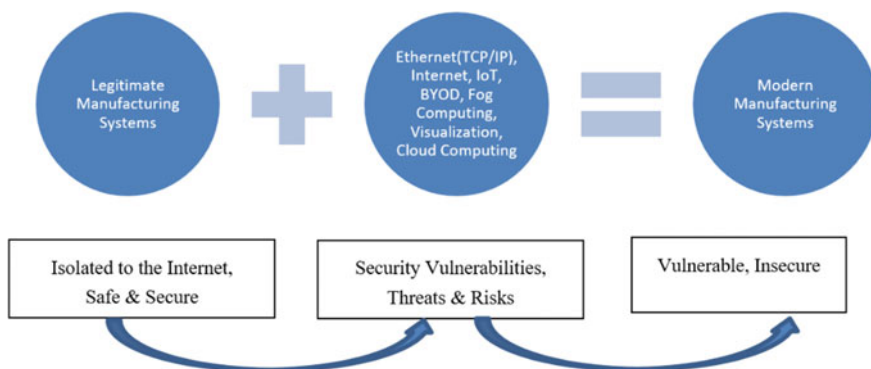 Legitimate
Manufacturing
Systems
Ethernet(TCP/IP),
Internet, IoT,
BYOD, Fog
Computing,
Visualization,
Cloud Computing
Modern
Manufacturing
Systems
Isolated to the Internet,
Safe & Secure
Security Vulnerabilities,
Threats & Risks
Vulnerable, Insecure